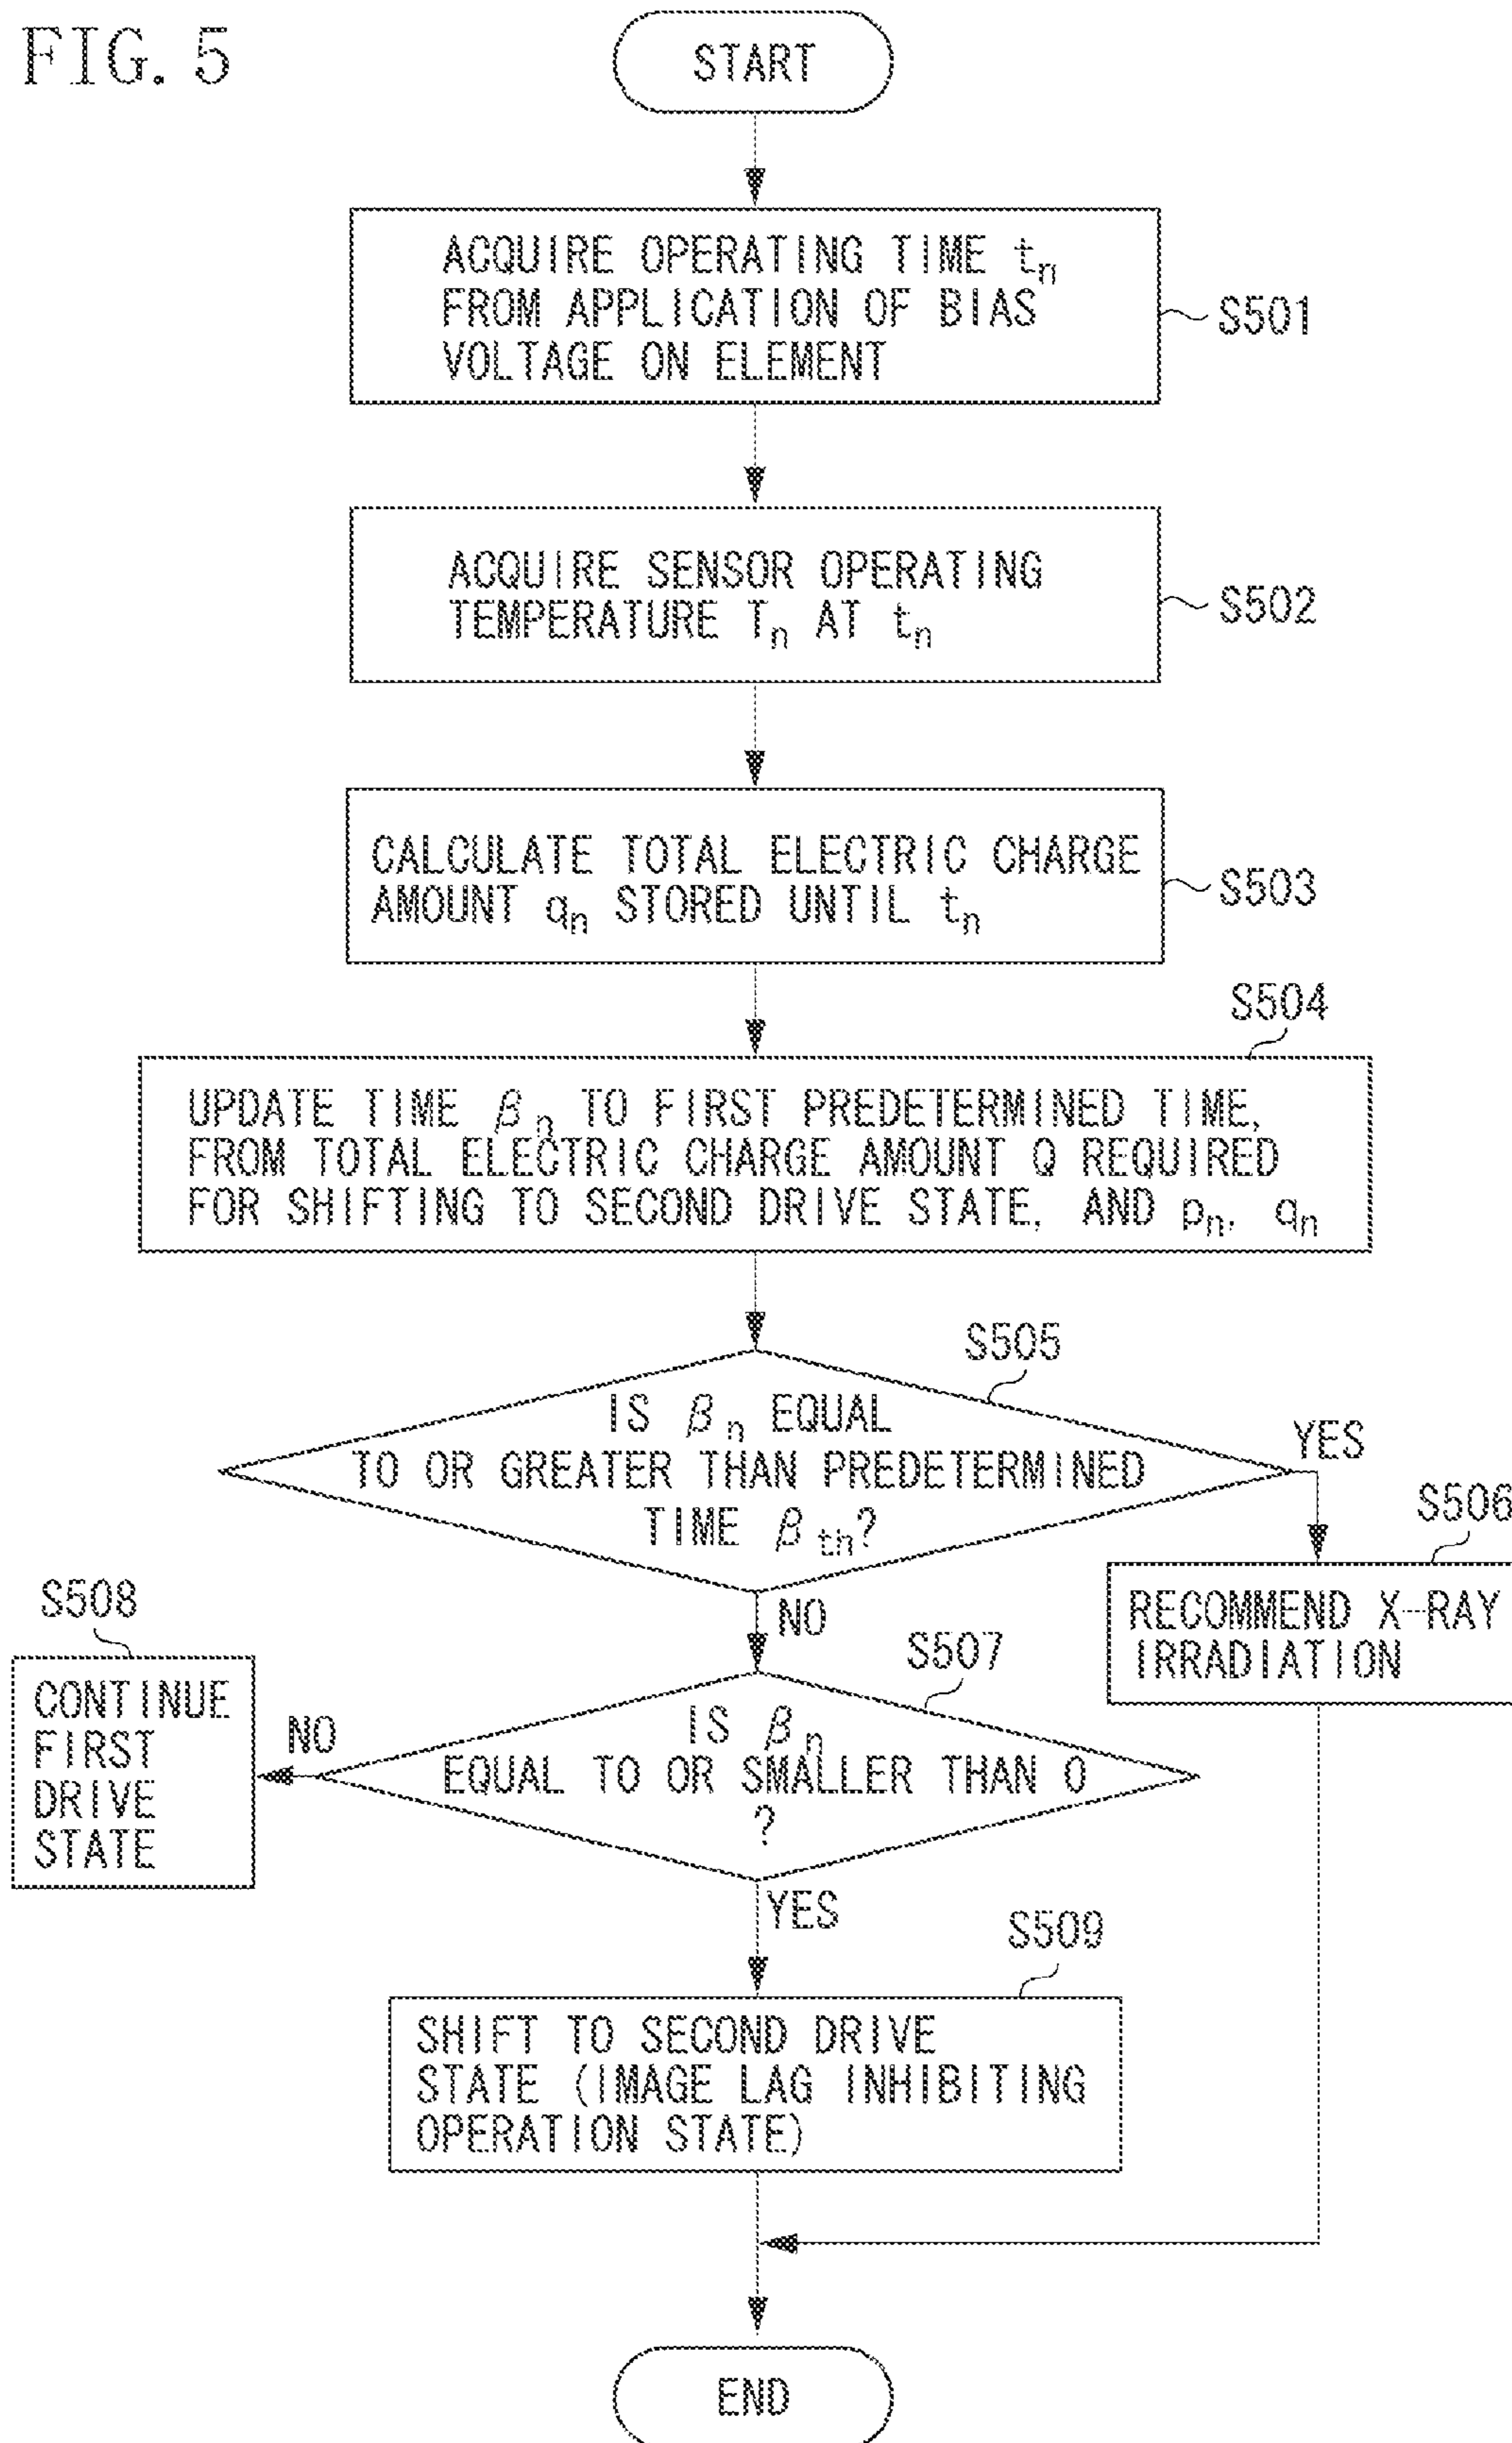 FIG. 5
START
ACQUIRE OPERATING TIME tn
FROM APPLICATION OF BIAS
VOLTAGE ON ELEMENT
S501
ACQUIRE SENSOR OPERATING
TEMPERATURE Tn AT tn
S502
CALCULATE TOTAL ELECTRIC CHARGE
AMOUNT qn STORED UNTIL tn
S503
S504
UPDATE TIME βn TO FIRST PREDETERMINED TIME,
FROM TOTAL ELECTRIC CHARGE AMOUNT Q REQUIRED
FOR SHIFTING TO SECOND DRIVE STATE, AND pn, qn
S505
IS βn EQUAL
TO OR GREATER THAN PREDETERMINED
TIME βth?
YES
S506
RECOMMEND X-RAY
IRRADIATION
NO
S507
IS βn
EQUAL TO OR SMALLER THAN 0
?
NO
S508
CONTINUE
FIRST
DRIVE
STATE
YES
S509
SHIFT TO SECOND DRIVE
STATE (IMAGE LAG INHIBITING
OPERATION STATE)
END